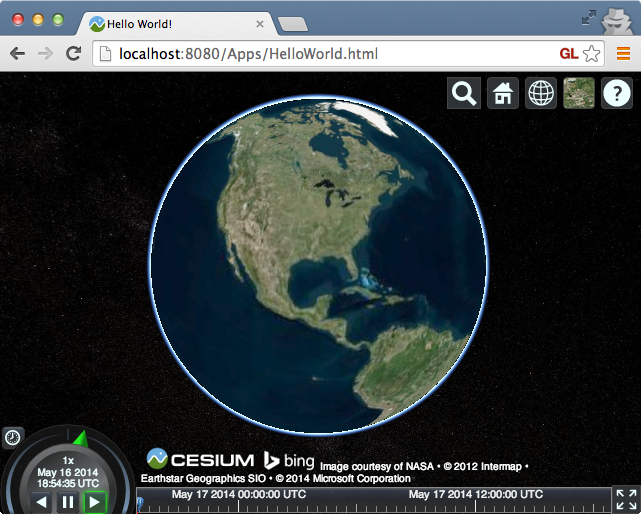 Hello World!
localhost:8080/Apps/HelloWorld.html
GL
?
1x
May 16 2014
18:54:35 UTC
CESIUM bing Image courtesy of NASA • © 2012 Intermap •
Earthstar Geographics SIO • © 2014 Microsoft Corporation
May 17 2014 00:00:00 UTC May 17 2014 12:00:00 UTC